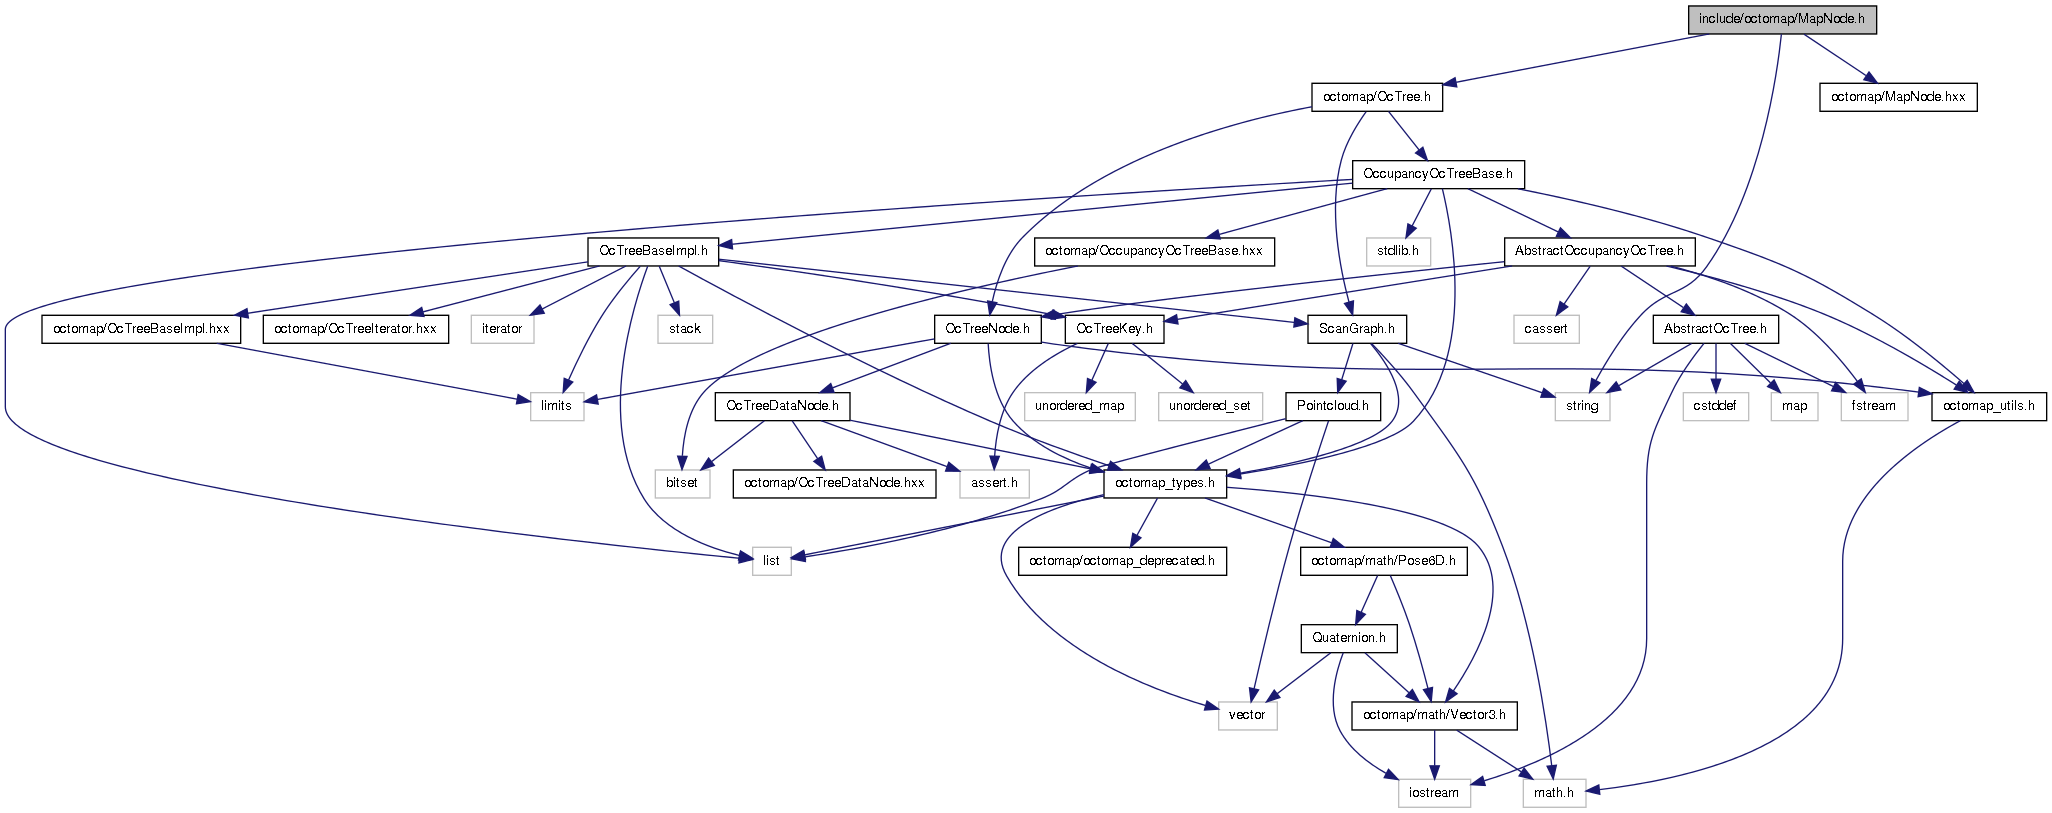 include/octomap/MapNode.h
octomap/OcTree.h
octomap/MapNode.hxx
OccupancyOcTreeBase.h
OcTreeBaseImpl.h
octomap/OccupancyOcTreeBase.hxx
stdlib.h
AbstractOccupancyOcTree.h
octomap/OcTreeBaseImpl.hxx
octomap/OcTreeIterator.hxx
iterator
stack
OcTreeNode.h
OcTreeKey.h
ScanGraph.h
cassert
AbstractOcTree.h
limits
OcTreeDataNode.h
unordered_map
unordered_set
Pointcloud.h
string
cstddef
map
fstream
octomap_utils.h
bitset
octomap/OcTreeDataNode.hxx
assert.h
octomap_types.h
list
octomap/octomap_deprecated.h
octomap/math/Pose6D.h
Quaternion.h
vector
octomap/math/Vector3.h
iostream
math.h